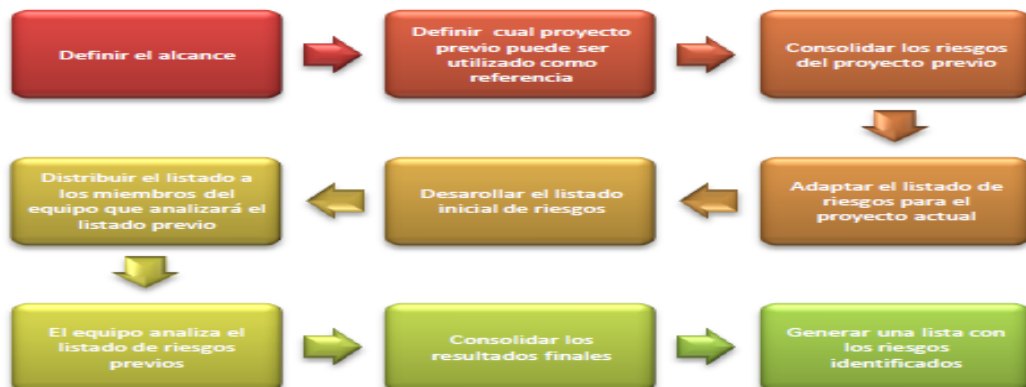 Definir el alcance
Definir cual proyecto
previo puede ser
utilizado como
referencia
Consolidar los riesgos
del proyecto previo
Adaptar el listado de
riesgos para el
proyecto actual
Desarollar el listado
inicial de riesgos
Distribuir el listado a
los miembros del
equipo que analizará el
listado previo
El equipo analiza el
listado de riesgos
previos
Consolidar los
resultados finales
Generar una lista con
los riesgos
identificados